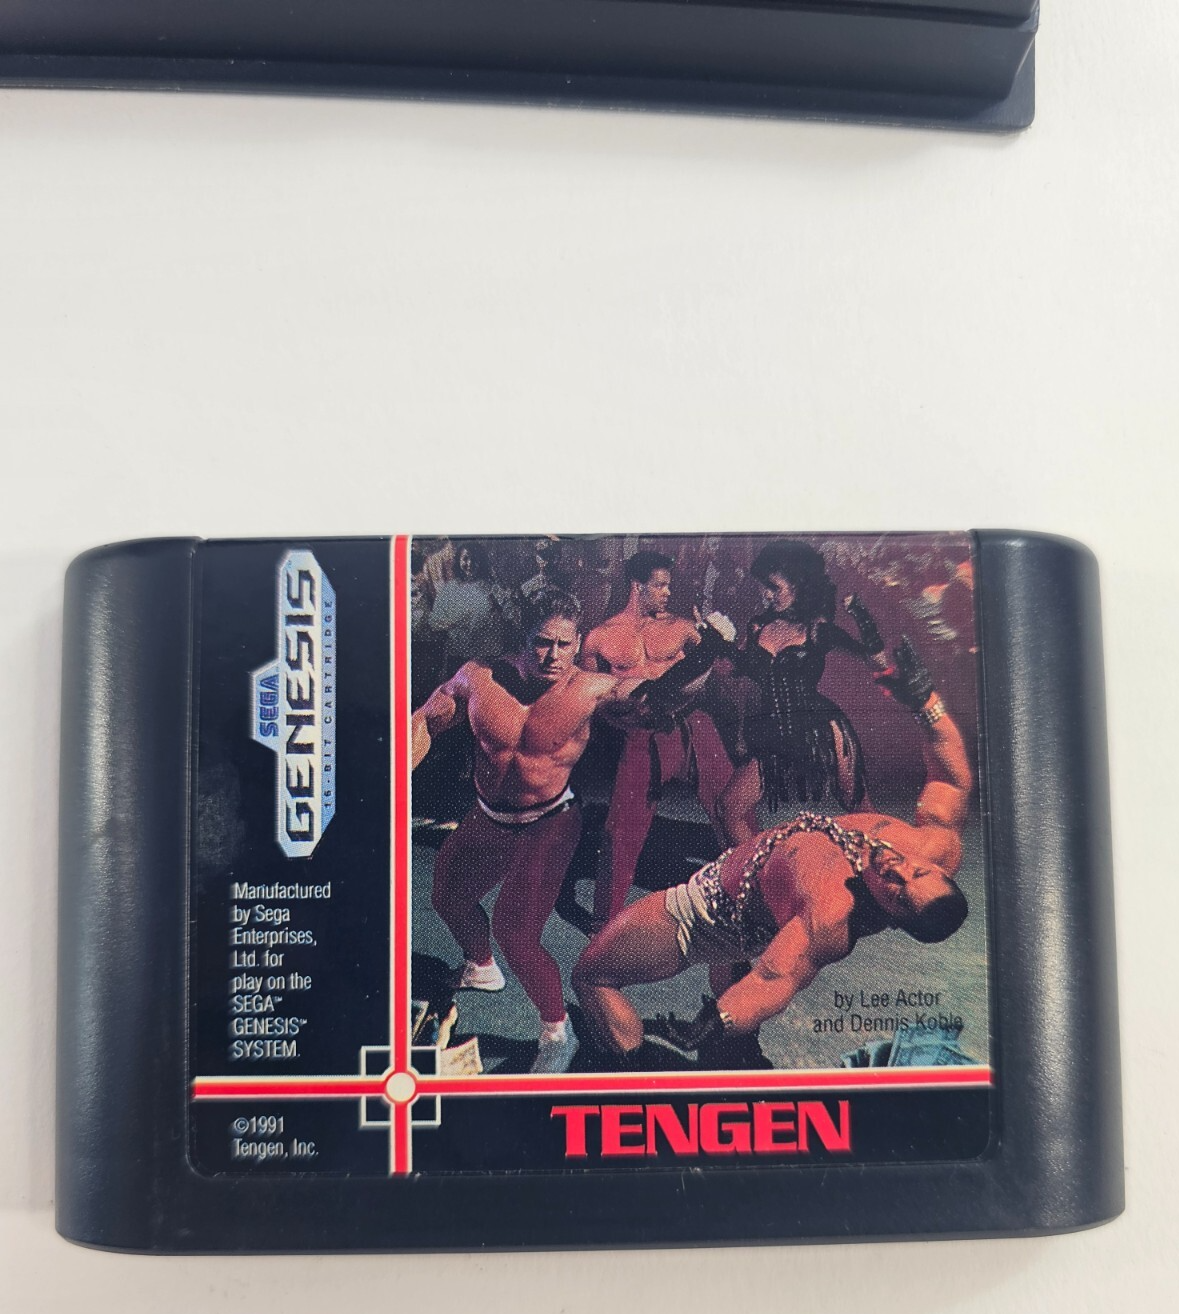 SEGA
GENESIS
16-BIT CARTRIDGE
Manufactured
by Sega
Enterprises,
Ltd. for
play on the
SEGA™
GENESIS™
SYSTEM.
by Lee Actor
and Dennis Koble
©1991
Tengen, Inc.
TENGEN